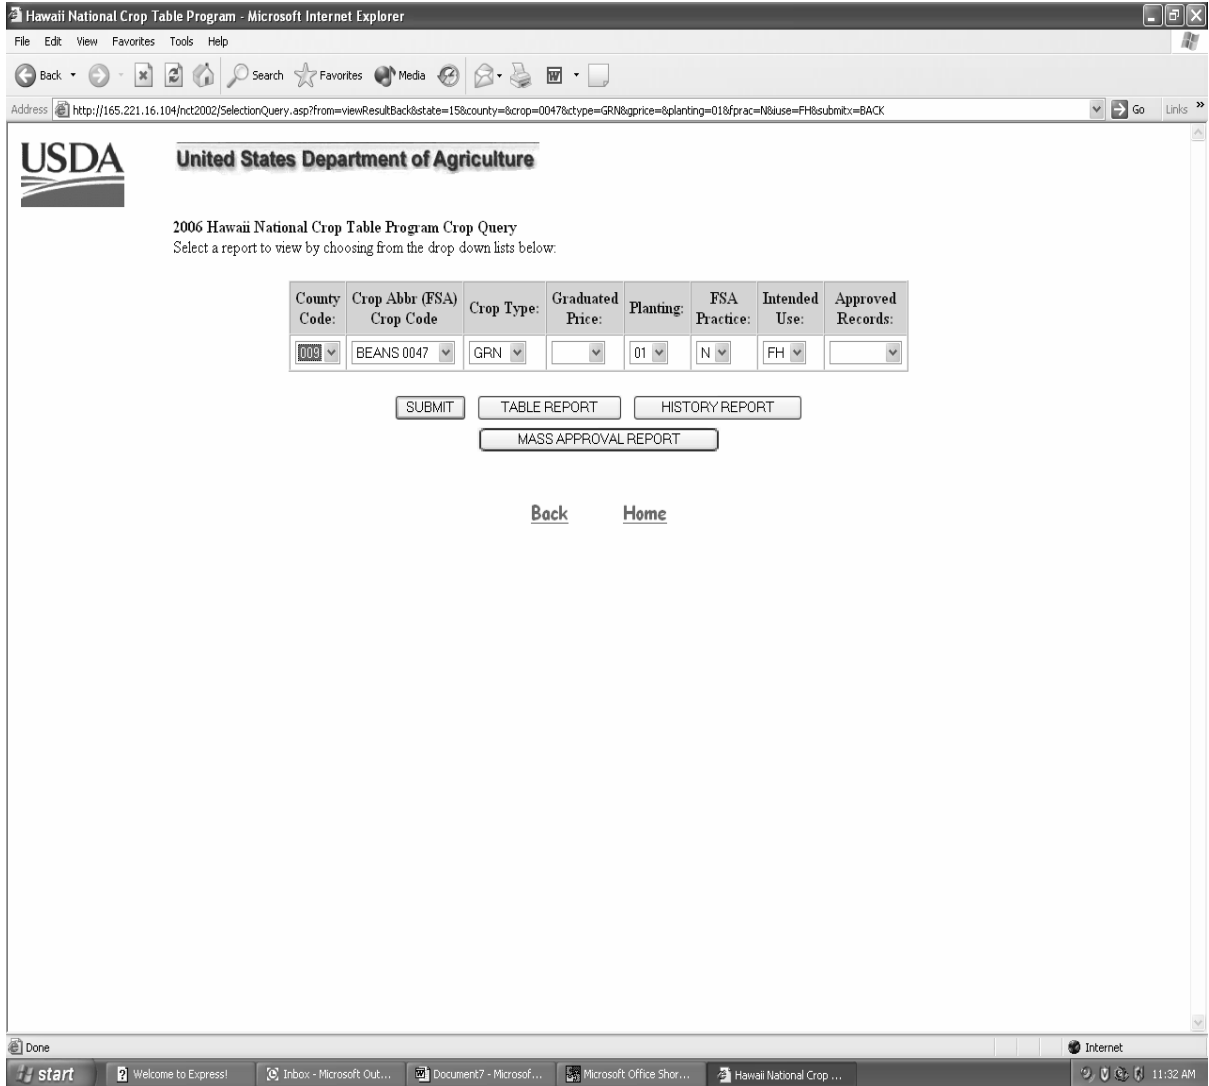 Hawaii National Crop Table Program - Microsoft Internet Explorer
File Edit View Favorites Tools Help
Back Search Favorites Media
Address http://165.221.16.104/nct2002/SelectionQuery.asp?from=viewResultBack&state=15&county=&crop=0047&ctype=GRN&gprice=&planting=01&fprac=N&iuse=FH&submitx=BACK Go Links »
USDA United States Department of Agriculture
2006 Hawaii National Crop Table Program Crop Query
Select a report to view by choosing from the drop down lists below:
County Code: Crop Abbr (FSA) Crop Code Crop Type: Graduated Price: Planting: FSA Practice: Intended Use: Approved Records:
009 BEANS 0047 GRN 01 N FH
SUBMIT TABLE REPORT HISTORY REPORT
MASS APPROVAL REPORT
Back Home
Done Internet
start Welcome to Express! Inbox - Microsoft Out... Document7 - Microsof... Microsoft Office Shor... Hawaii National Crop ... 11:32 AM